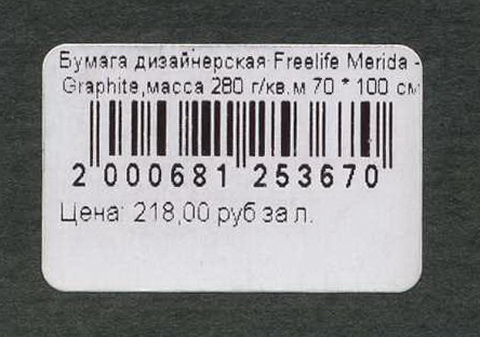 Бумага дизайнерская Freelife Merida -
Graphite,масса 280 г/кв.м 70 * 100 см
2 000681 253670
Цена: 218,00 руб за л.